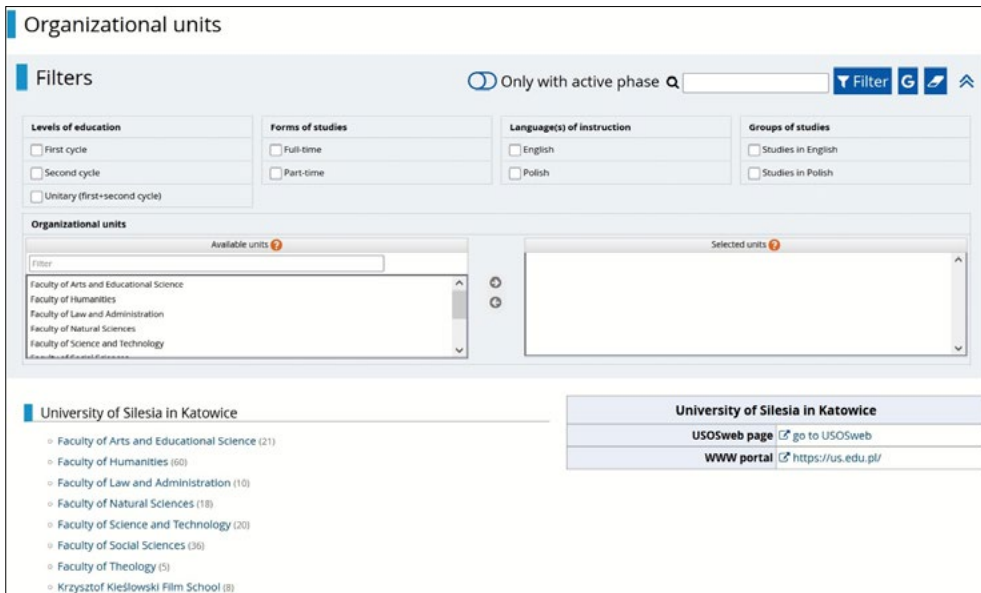 Organizational units
Filters
Only with active phase
Filter
G
Levels of education
Forms of studies
Language(s) of instruction
Groups of studies
First cycle
Full-time
English
Studies in English
Second cycle
Part-time
Polish
Studies in Polish
Unitary (first+second cycle)
Organizational units
Available units ?
Selected units ?
Filter
Faculty of Arts and Educational Science
Faculty of Humanities
Faculty of Law and Administration
Faculty of Natural Sciences
Faculty of Science and Technology
Faculty of Social Sciences
University of Silesia in Katowice
University of Silesia in Katowice
USOSweb page go to USOSweb
WWW portal https://us.edu.pl/
Faculty of Arts and Educational Science (21)
Faculty of Humanities (60)
Faculty of Law and Administration (10)
Faculty of Natural Sciences (18)
Faculty of Science and Technology (20)
Faculty of Social Sciences (36)
Faculty of Theology (5)
Krzysztof Kieślowski Film School (8)